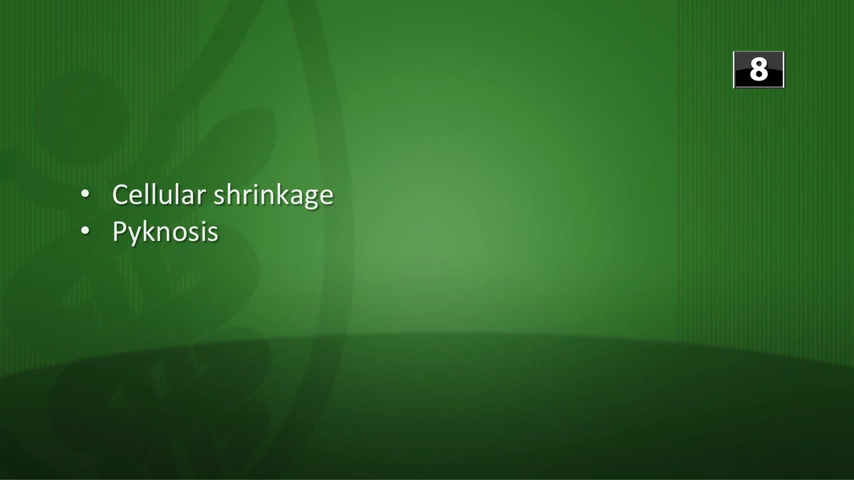 8
• Cellular shrinkage
• Pyknosis